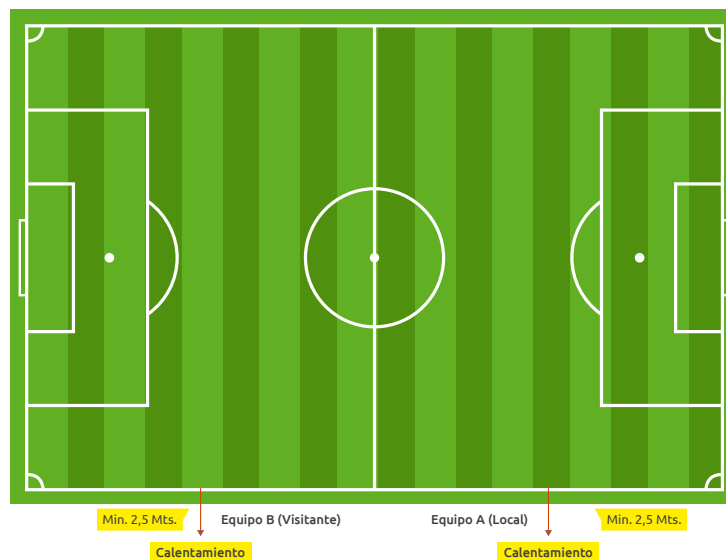 Min. 2,5 Mts. Equipo B (Visitante) Equipo A (Local) Min. 2,5 Mts.
Calentamiento Calentamiento